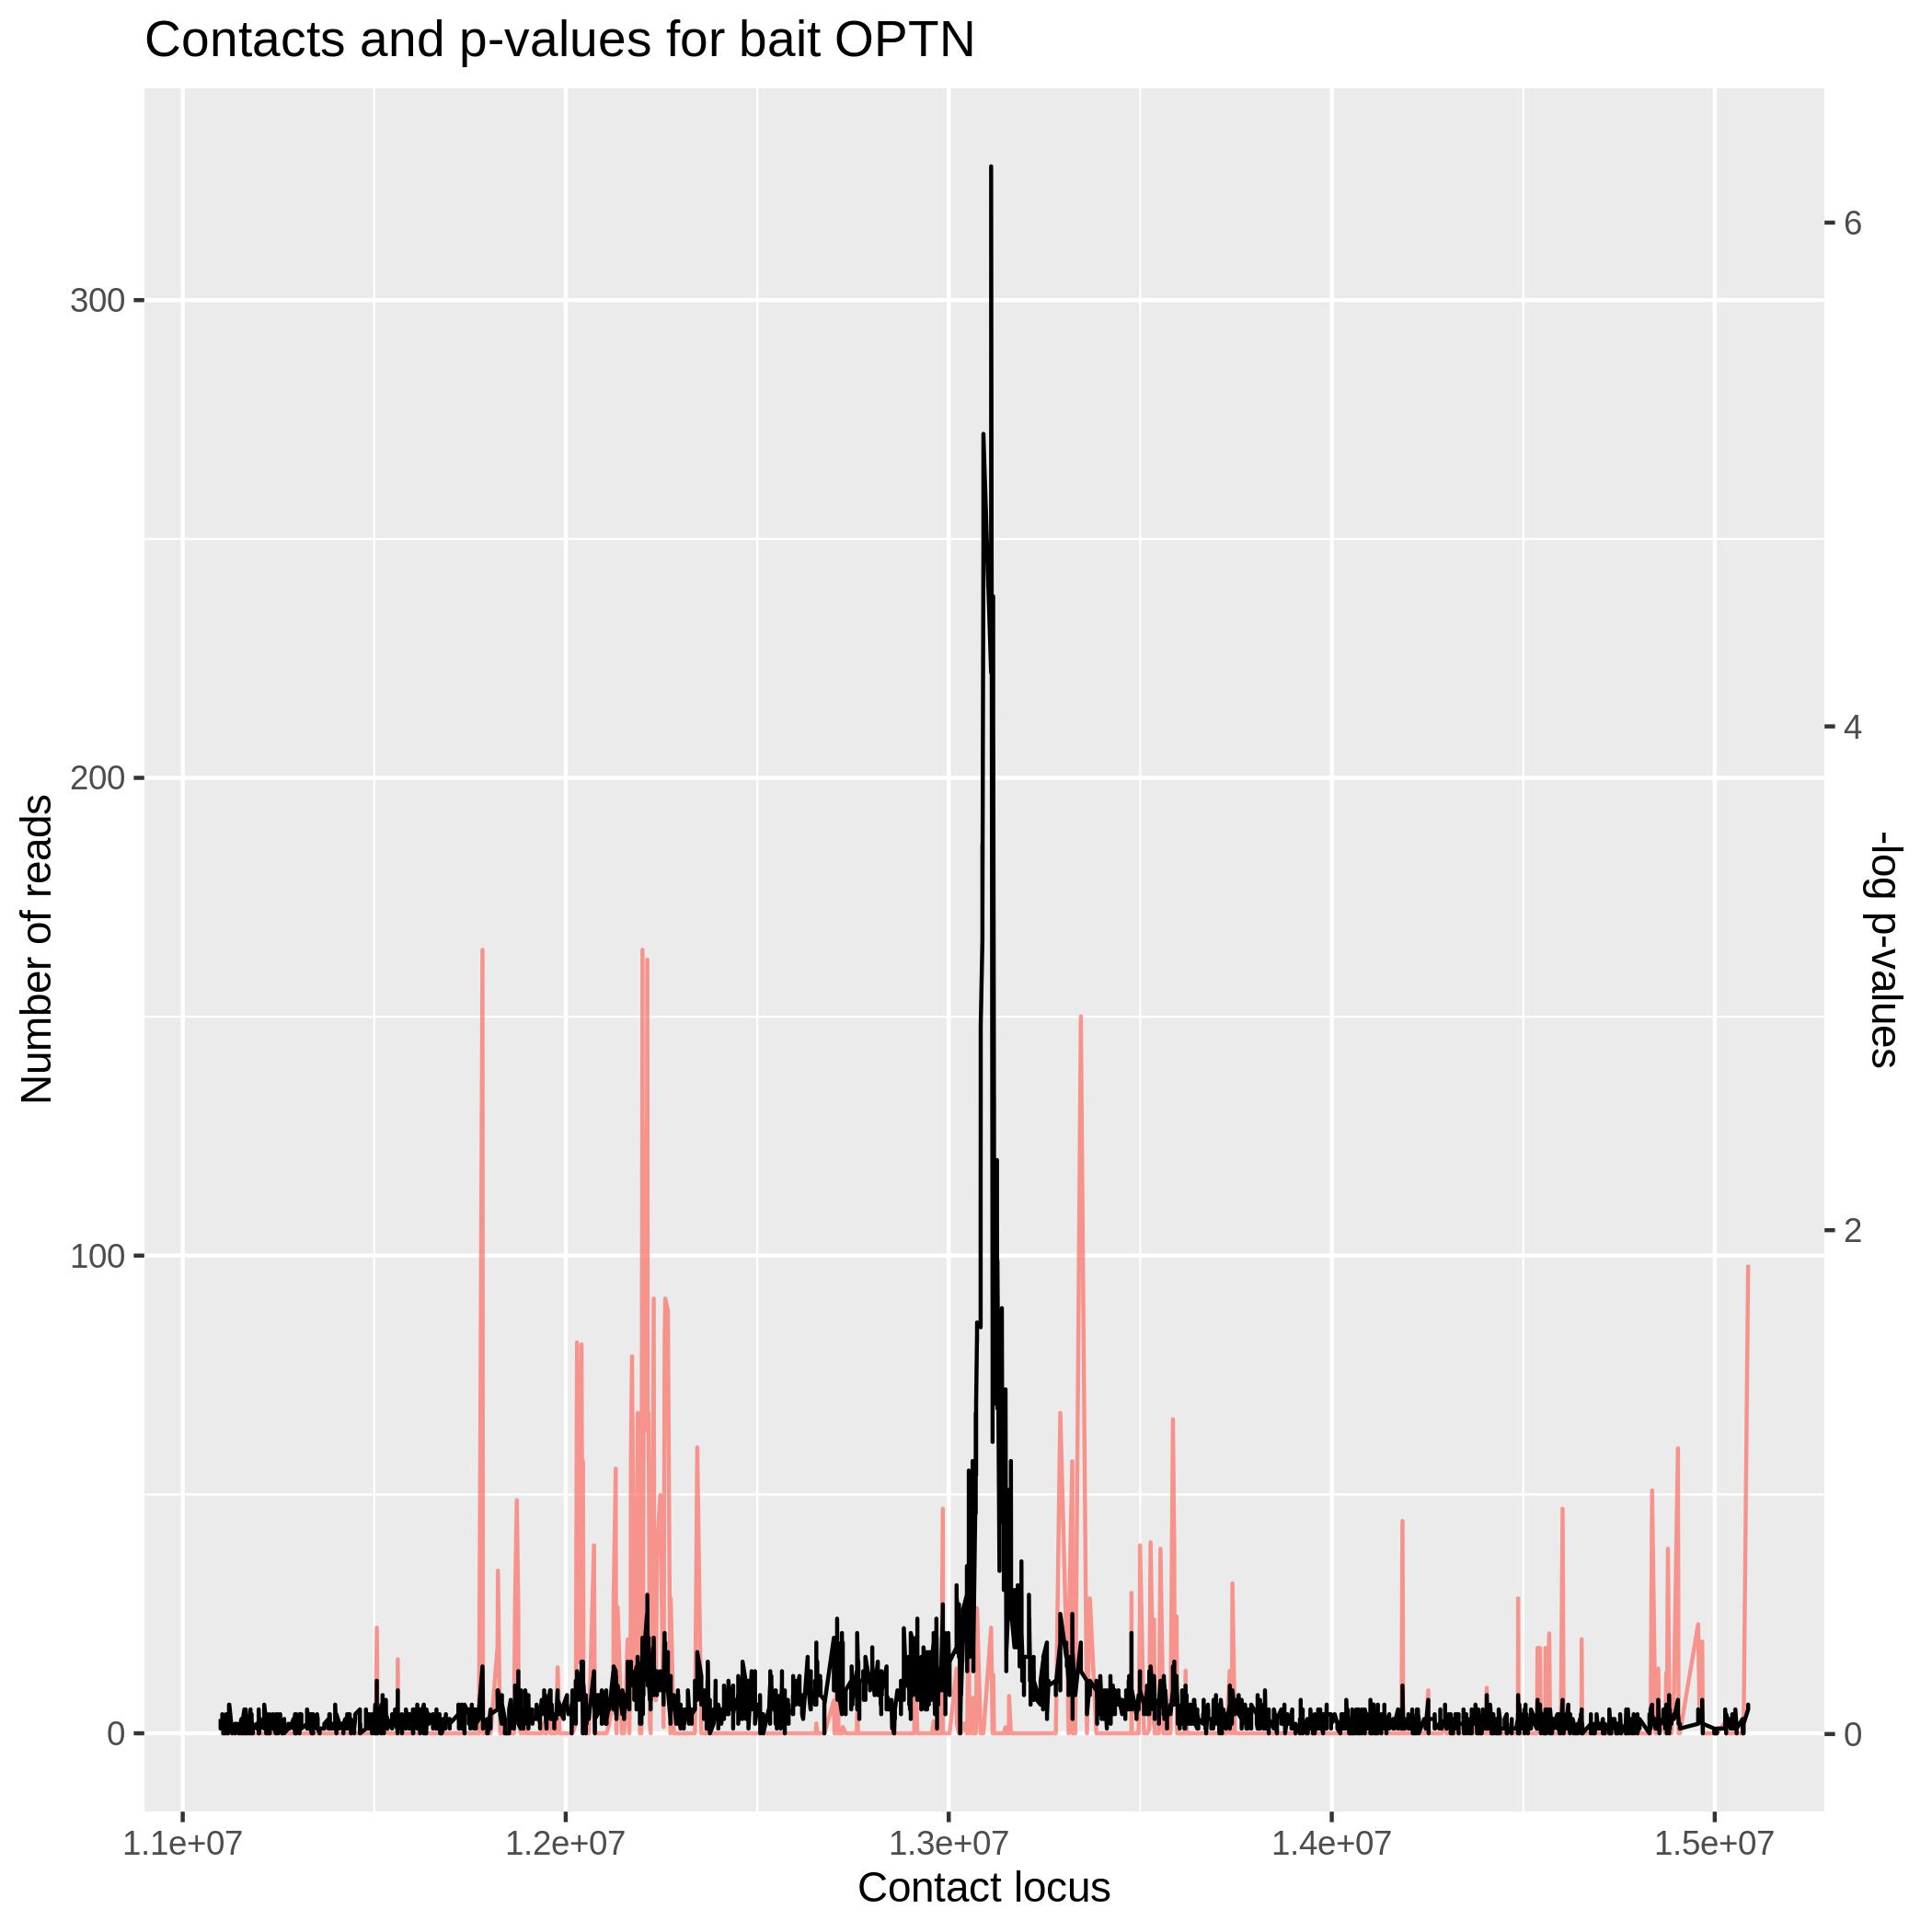 Contacts and p-values for bait OPTN
Number of reads
300
200
100
0
6
4
2
0
-log p-values
1.1e+07 1.2e+07 1.3e+07 1.4e+07 1.5e+07
Contact locus